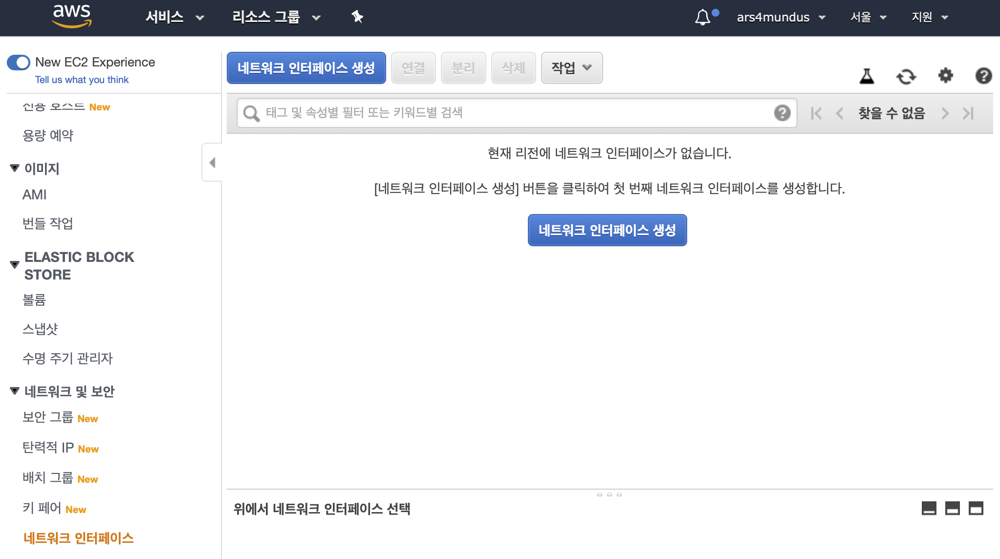 aws
서비스
리소스 그룹
ars4mundus
서울
지원
New EC2 Experience
Tell us what you think
전용 호스트 New
용량 예약
이미지
AMI
번들 작업
ELASTIC BLOCK
STORE
볼륨
스냅샷
수명 주기 관리자
네트워크 및 보안
보안 그룹 New
탄력적 IP New
배치 그룹 New
키 페어 New
네트워크 인터페이스
네트워크 인터페이스 생성
연결
분리
삭제
작업
태그 및 속성별 필터 또는 키워드별 검색
찾을 수 없음
현재 리전에 네트워크 인터페이스가 없습니다.
[네트워크 인터페이스 생성] 버튼을 클릭하여 첫 번째 네트워크 인터페이스를 생성합니다.
네트워크 인터페이스 생성
위에서 네트워크 인터페이스 선택